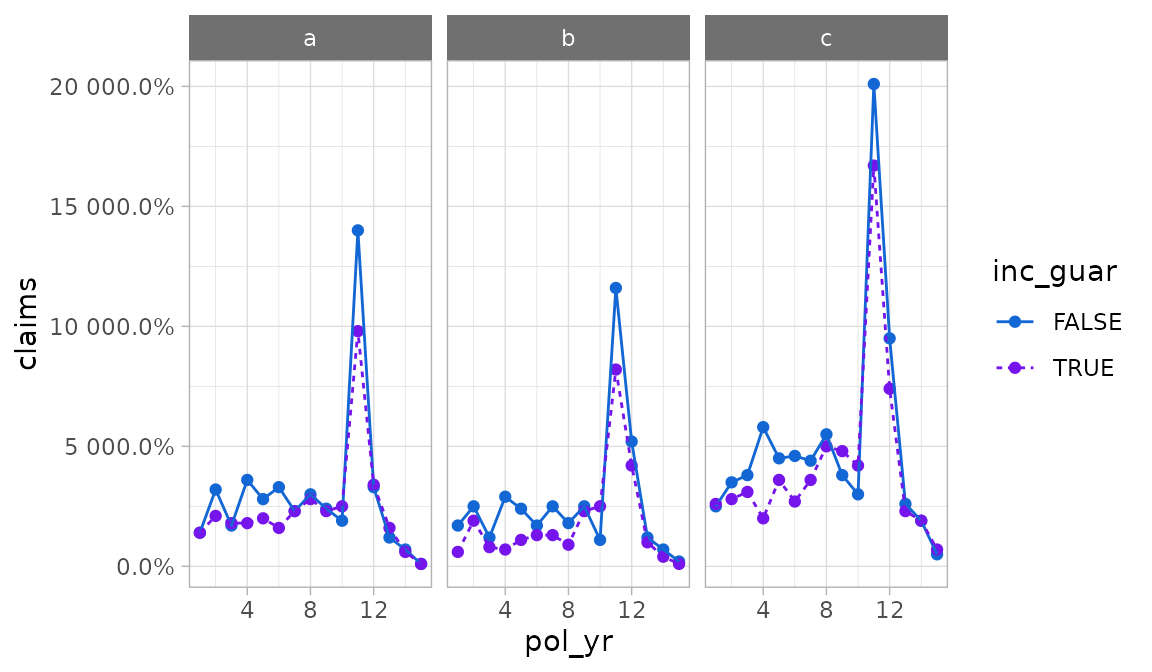 a b c
20 000.0%
15 000.0%
10 000.0%
5 000.0%
0.0%
claims
4 8 12 4 8 12 4 8 12
pol_yr
inc_guar
FALSE
TRUE